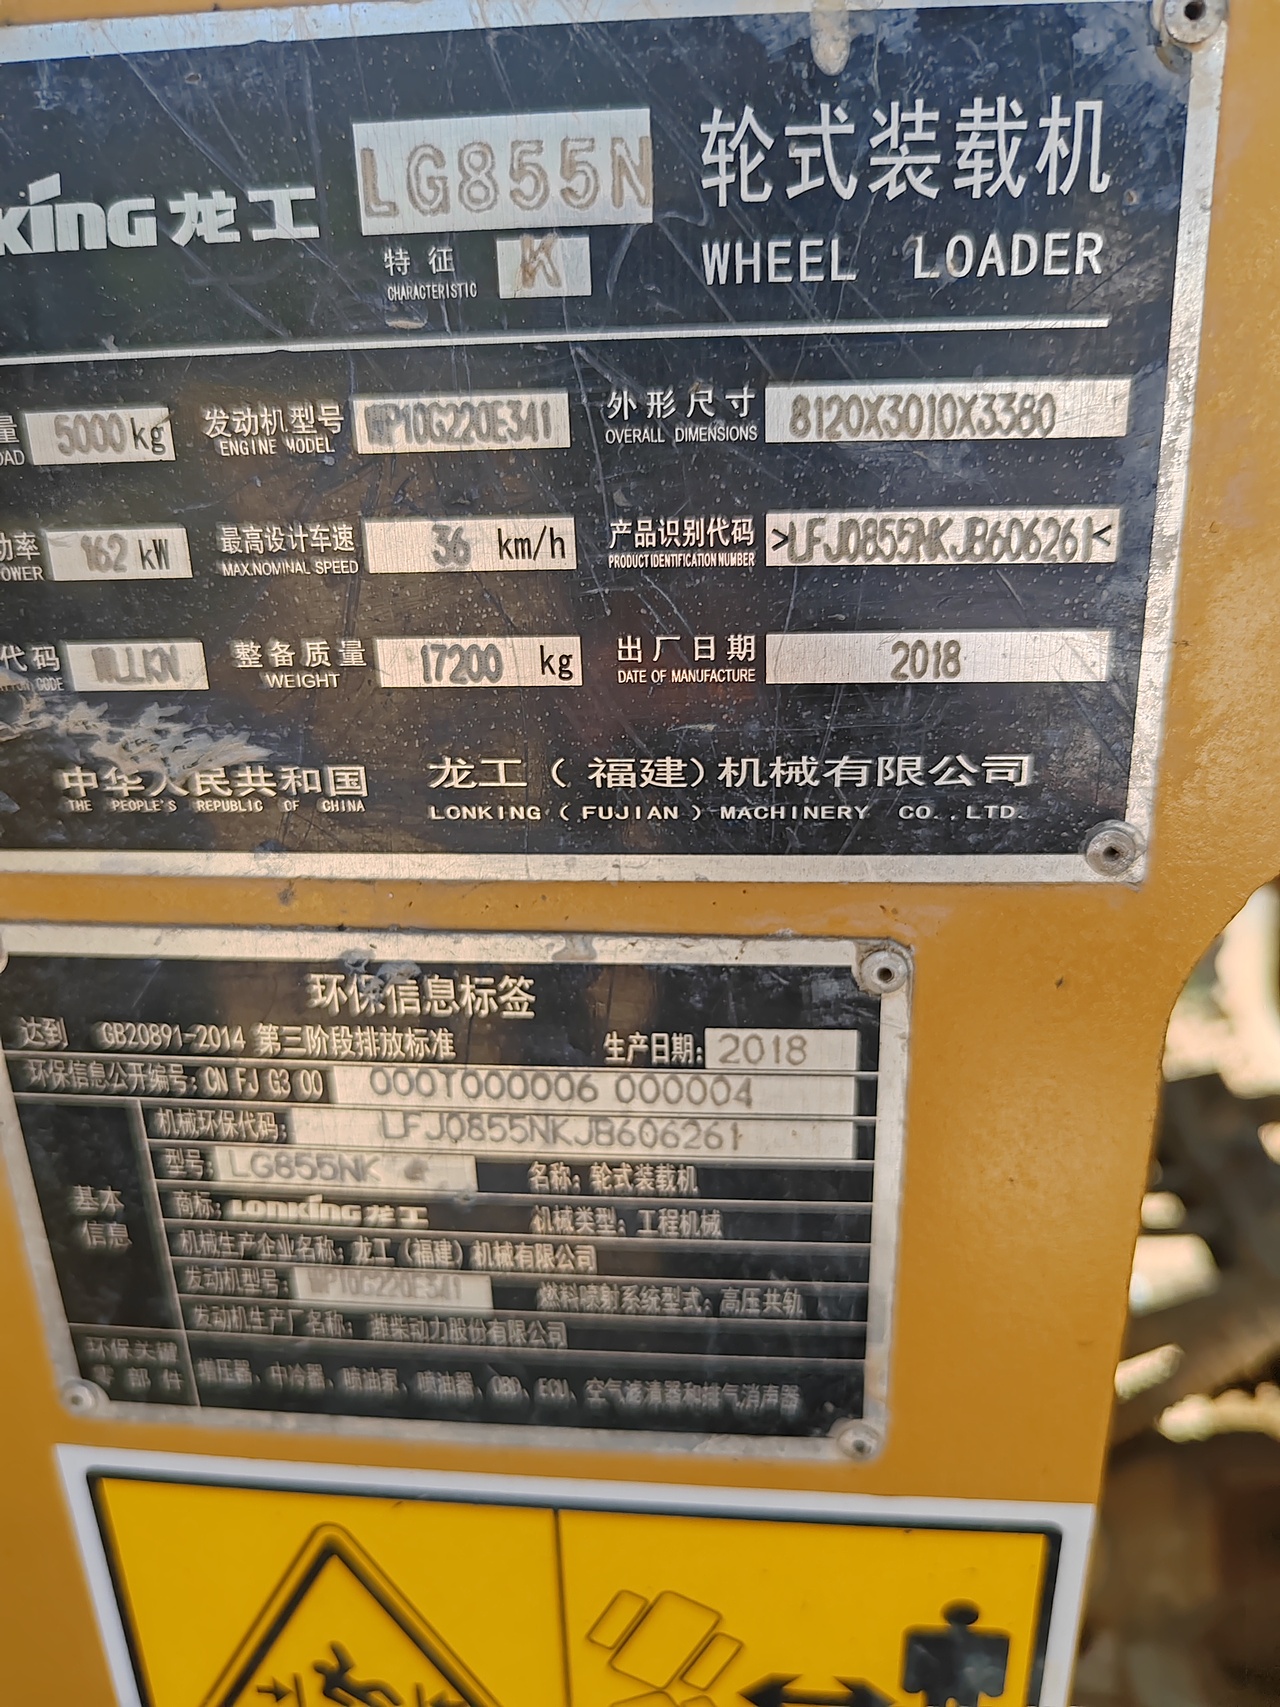 KING龙工 LG855N 轮式装载机
特征 K WHEEL LOADER
CHARACTERISTIC
量 5000kg 发动机型号 WP10G220E341 外形尺寸 8120X3010X3380
OAD ENGINE MODEL OVERALL DIMENSIONS
功率 162 kW 最高设计车速 36 km/h 产品识别代码 >LFJ0855NKJB606261<
OWER MAX.NOMINAL SPEED PRODUCT IDENTIFICATION NUMBER
代码 整备质量 17200 kg 出厂日期 2018
CODE WEIGHT DATE OF MANUFACTURE
中华人民共和国 龙工（福建）机械有限公司
THE PEOPLE'S REPUBLIC OF CHINA LONKING ( FUJIAN ) MACHINERY CO.,LTD.
环保信息标签
达到 GB20891-2014 第三阶段排放标准 生产日期: 2018
环保信息公开编号: CN FJ G3 00 000T000006 000004
机械环保代码: LFJ0855NKJB606261
型号: LG855NK 名称: 轮式装载机
基本信息 商标: LONKING龙工 机械类型: 工程机械
机械生产企业名称: 龙工（福建）机械有限公司
发动机型号: WP10G220E341 燃料喷射系统型式: 高压共轨
发动机生产厂名称: 潍柴动力股份有限公司
环保关键零部件 增压器、中冷器、喷油泵、喷油器、OBD、ECU、空气滤清器和排气消声器